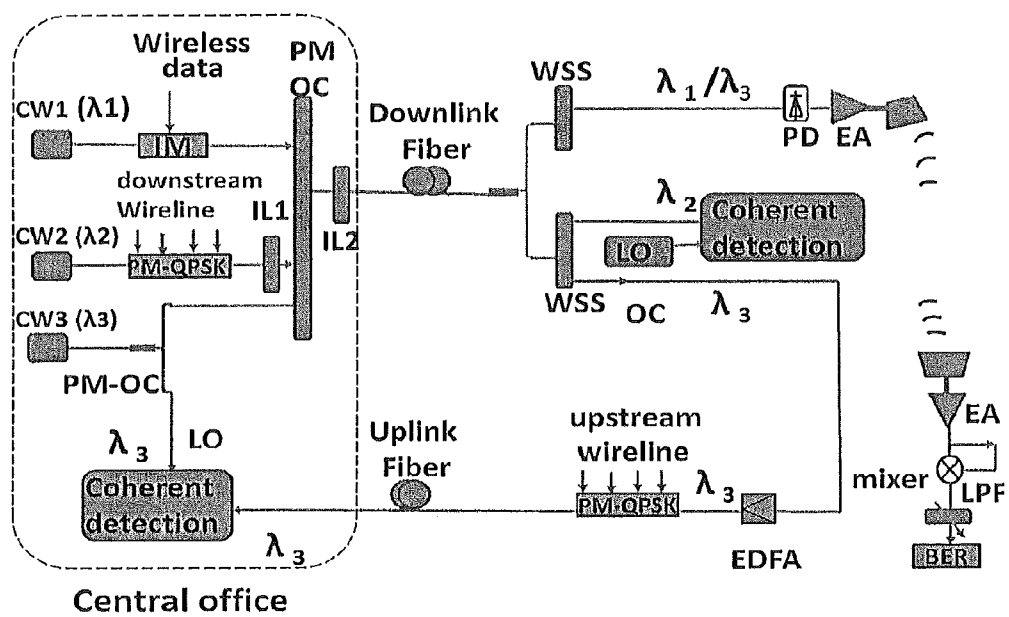 Wireless
data
PM
OC
CW1 (λ1)
IM
downstream
Wireline
IL1
IL2
CW2 (λ2)
PM-QPSK
CW3 (λ3)
PM-OC
λ 3
LO
Coherent
detection
λ 3
Central office
Downlink
Fiber
WSS
λ 1 /λ3
PD
EA
λ 2
Coherent
detection
LO
WSS
OC
λ 3
Uplink
Fiber
upstream
wireline
PM-QPSK
λ 3
EDFA
EA
mixer
LPF
BER